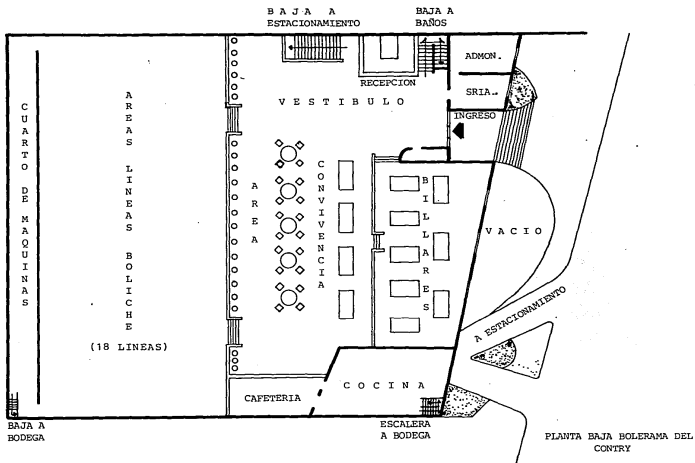 B A J A A
ESTACIONAMIENTO
BAJA A
BAÑOS
ADMON.
RECEPCION
SRIA.
VESTIBULO
INGRESO
CUARTO DE MAQUINAS
AREAS LINEAS BOLICHE
(18 LINEAS)
AREA
CONVIVENCIA
BILLARES
VACIO
A ESTACIONAMIENTO
COCINA
CAFETERIA
BAJA A
BODEGA
ESCALERA
A BODEGA
PLANTA BAJA BOLERAMA DEL
CONTRY